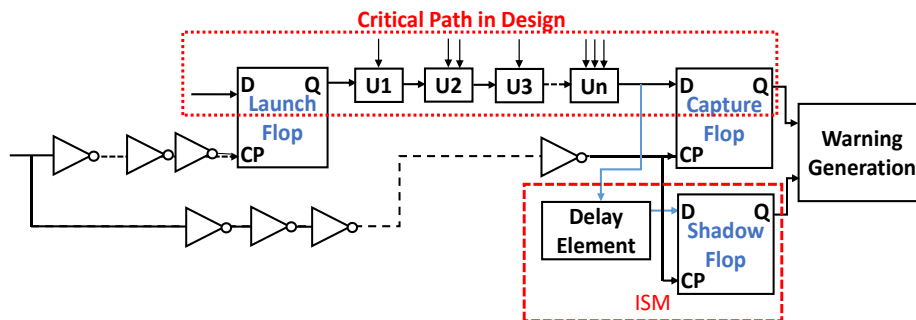 Critical Path in Design
D Q
Launch
Flop
CP
U1
U2
U3
Un
D Q
Capture
Flop
CP
Warning
Generation
Delay
Element
D Q
Shadow
Flop
CP
ISM